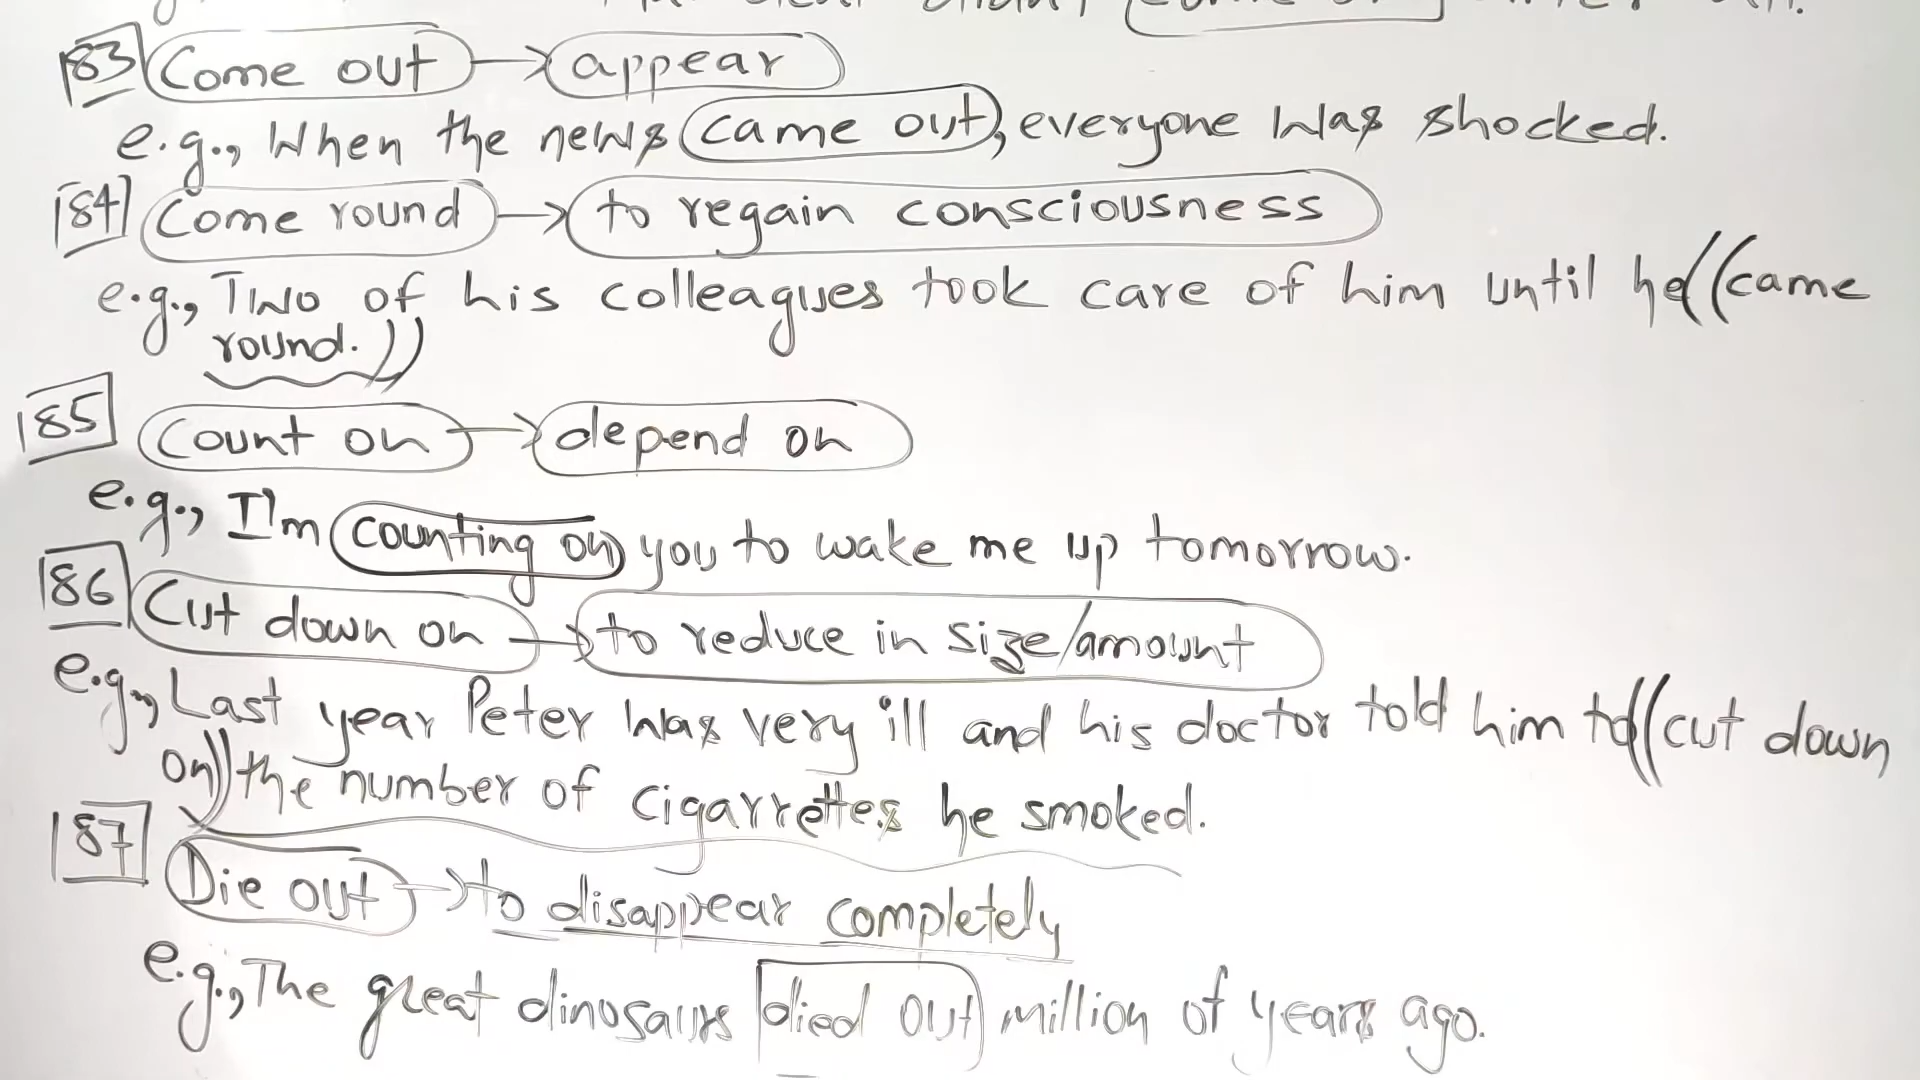 183 Come out → appear
e.g., When the news came out, everyone was shocked.
184 Come round → to regain consciousness
e.g., Two of his colleagues took care of him until he ((came
round.))
185 Count on → depend on
e.g., I'm counting on you to wake me up tomorrow.
186 Cut down on → to reduce in size/amount
e.g., Last year Peter was very ill and his doctor told him to ((cut down
on)) the number of cigarrettes he smoked.
187 Die out → to disappear completely
e.g., The great dinosaurs died out million of years ago.